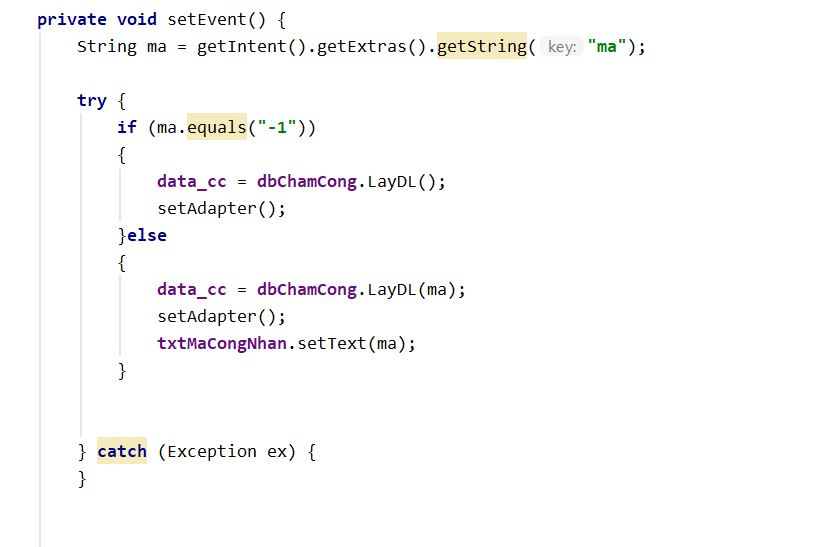 private void setEvent() {
    String ma = getIntent().getExtras().getString( key: "ma");
    try {
        if (ma.equals("-1"))
        {
            data_cc = dbChamCong.LayDL();
            setAdapter();
        }else
        {
            data_cc = dbChamCong.LayDL(ma);
            setAdapter();
            txtMaCongNhan.setText(ma);
        }
    } catch (Exception ex) {
    }